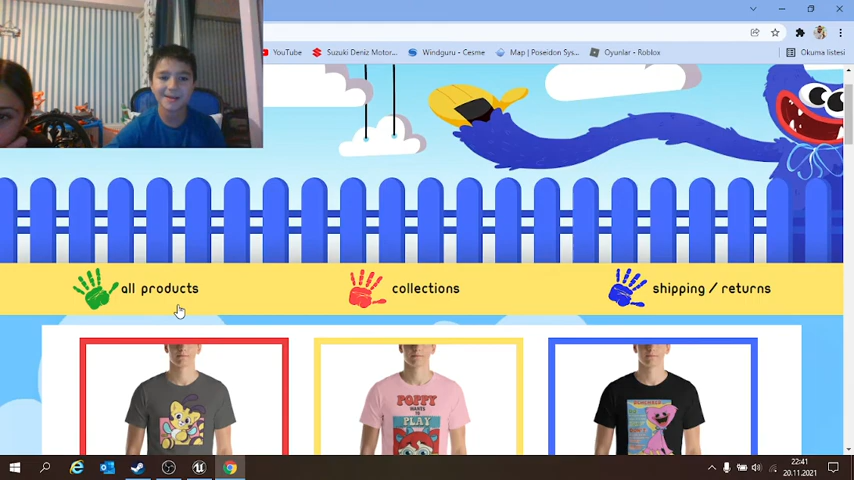 YouTube Suzuki Deniz Motor... Windguru - Cesme Map | Poseidon Sys... Oyunlar - Roblox Okuma listesi
all products collections shipping / returns
POPPY
WANTS TO
PLAY
22:41
20.11.2021